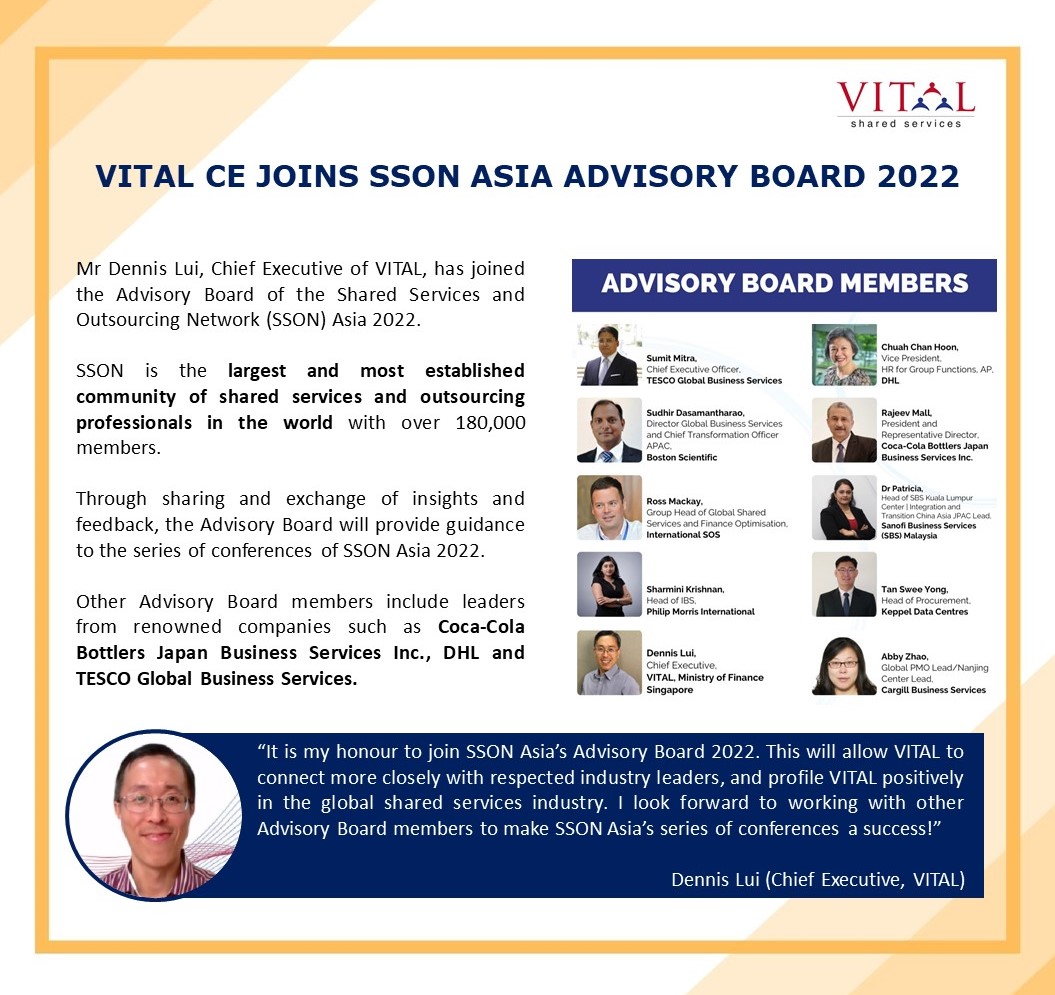 VITAL
shared services
VITAL CE JOINS SSON ASIA ADVISORY BOARD 2022
Mr Dennis Lui, Chief Executive of VITAL, has joined
the Advisory Board of the Shared Services and
Outsourcing Network (SSON) Asia 2022.
SSON is the largest and most established
community of shared services and outsourcing
professionals in the world with over 180,000
members.
Through sharing and exchange of insights and
feedback, the Advisory Board will provide guidance
to the series of conferences of SSON Asia 2022.
Other Advisory Board members include leaders
from renowned companies such as Coca-Cola
Bottlers Japan Business Services Inc., DHL and
TESCO Global Business Services.
ADVISORY BOARD MEMBERS
Sumit Mitra,
Chief Executive Officer,
TESCO Global Business Services
Chuah Chan Hoon,
Vice President,
HR for Group Functions, AP,
DHL
Sudhir Dasamantharao,
Director Global Business Services
and Chief Transformation Officer
APAC,
Boston Scientific
Rajeev Mall,
President and
Representative Director,
Coca-Cola Bottlers Japan
Business Services Inc.
Ross Mackay,
Group Head of Global Shared
Services and Finance Optimisation,
International SOS
Dr Patricia,
Head of SBS Kuala Lumpur
Center | Integration and
Transition China Asia JPAC Lead,
Sanofi Business Services
(SBS) Malaysia
Sharmini Krishnan,
Head of IBS,
Philip Morris International
Tan Swee Yong,
Head of Procurement,
Keppel Data Centres
Dennis Lui,
Chief Executive,
VITAL, Ministry of Finance
Singapore
Abby Zhao,
Global PMO Lead/Nanjing
Center Lead,
Cargill Business Services
“It is my honour to join SSON Asia’s Advisory Board 2022. This will allow VITAL to
connect more closely with respected industry leaders, and profile VITAL positively
in the global shared services industry. I look forward to working with other
Advisory Board members to make SSON Asia’s series of conferences a success!”
Dennis Lui (Chief Executive, VITAL)